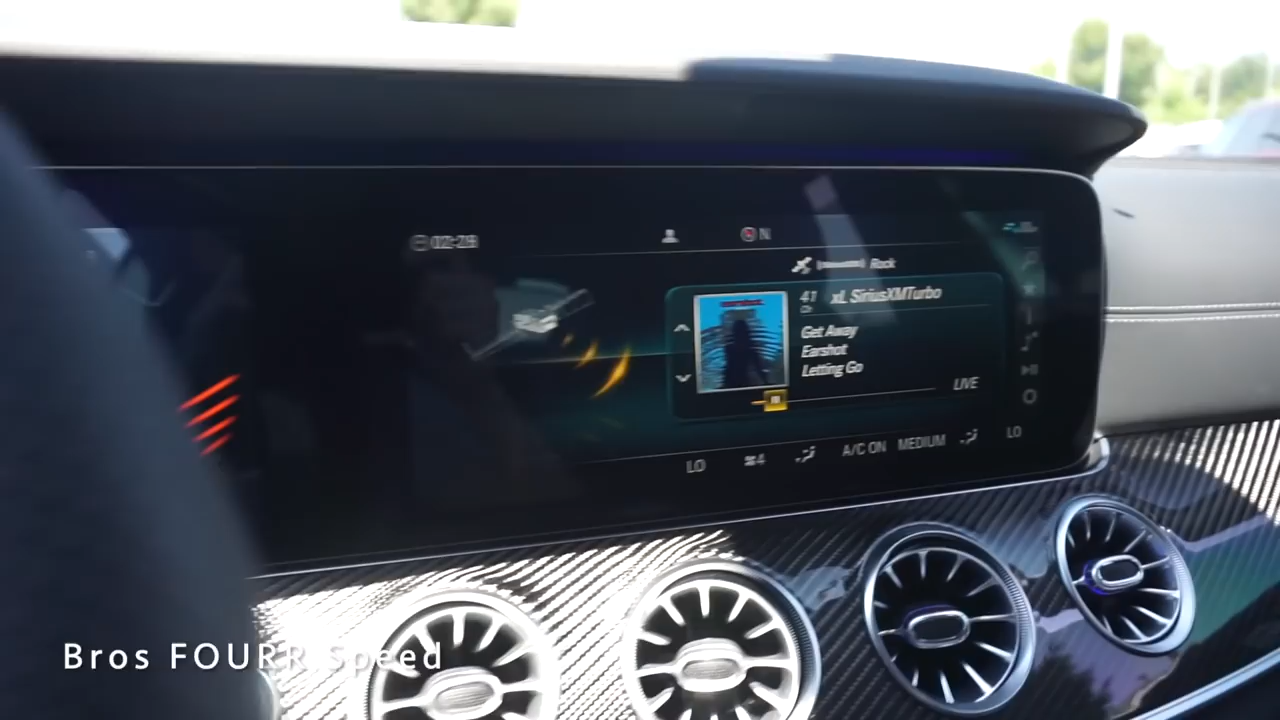 02:28
N
Rock
41 xL SiriusXMTurbo
Get Away
Earshot
Letting Go
LIVE
LO 4 A/C ON MEDIUM LO
Bros FOURR Speed